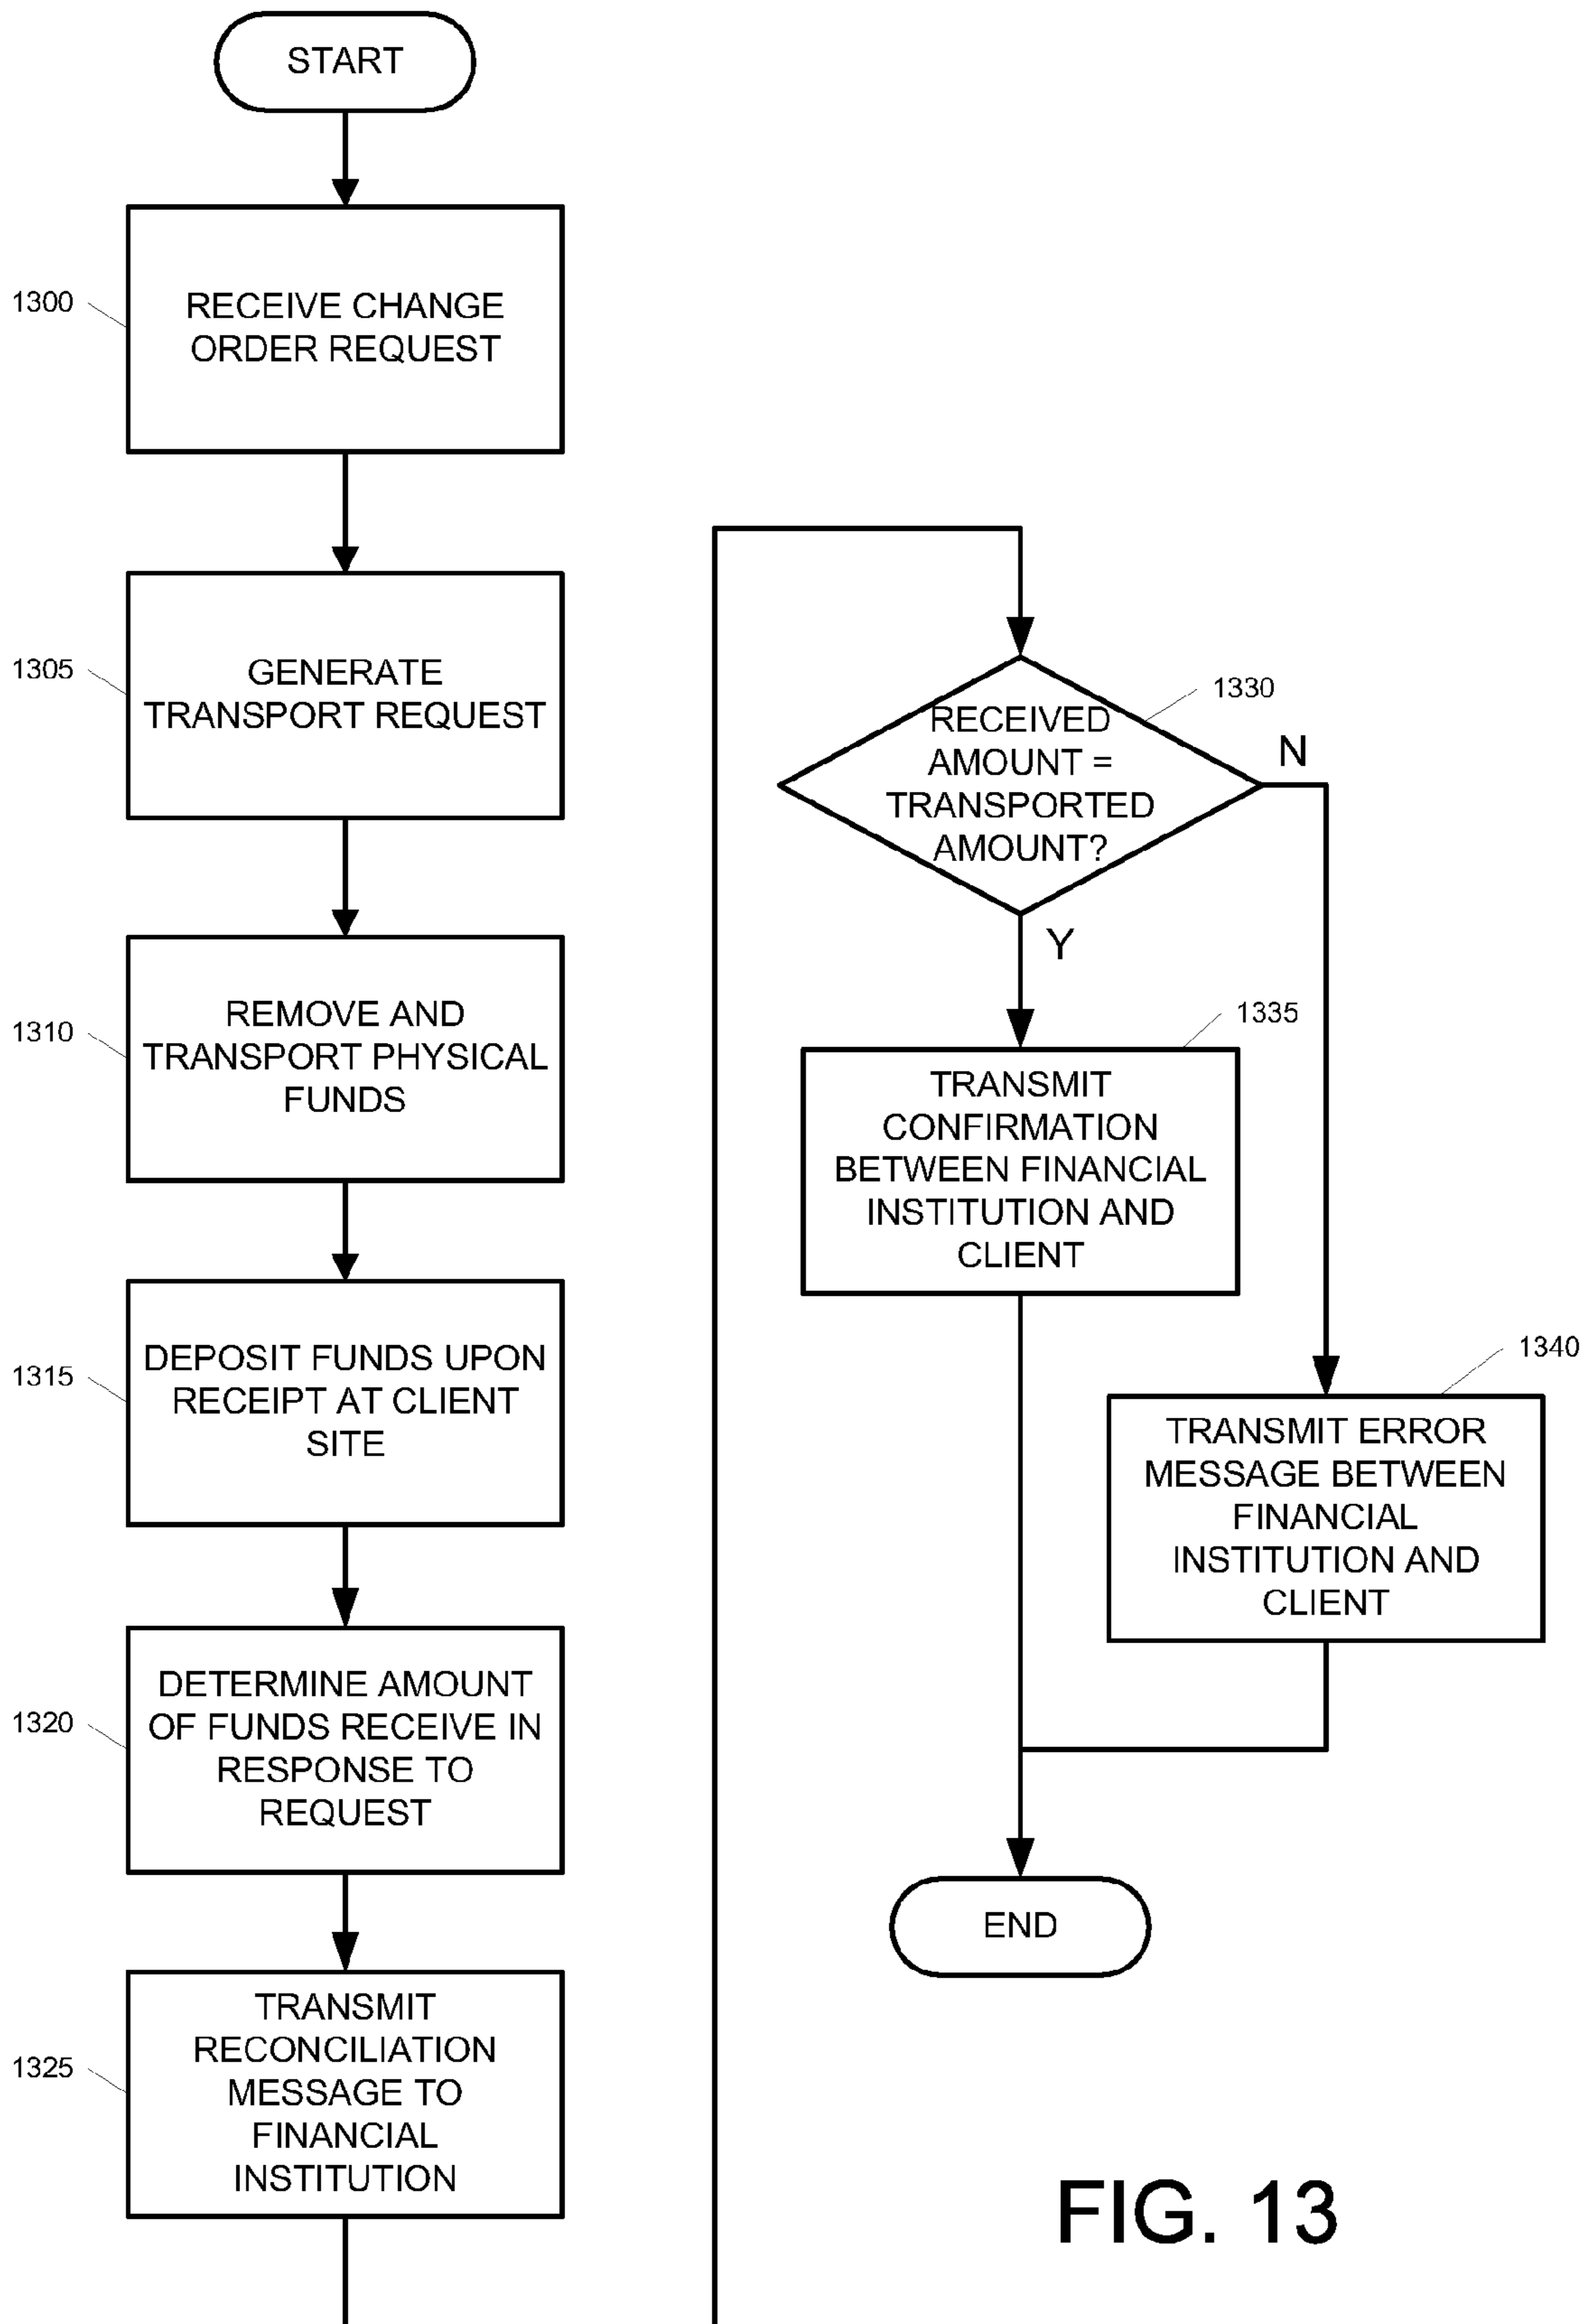 START
1300
RECEIVE CHANGE
ORDER REQUEST
1305
GENERATE
TRANSPORT REQUEST
1310
REMOVE AND
TRANSPORT PHYSICAL
FUNDS
1315
DEPOSIT FUNDS UPON
RECEIPT AT CLIENT
SITE
1320
DETERMINE AMOUNT
OF FUNDS RECEIVE IN
RESPONSE TO
REQUEST
1325
TRANSMIT
RECONCILIATION
MESSAGE TO
FINANCIAL
INSTITUTION
1330
RECEIVED
AMOUNT =
TRANSPORTED
AMOUNT?
N
Y
1335
TRANSMIT
CONFIRMATION
BETWEEN FINANCIAL
INSTITUTION AND
CLIENT
1340
TRANSMIT ERROR
MESSAGE BETWEEN
FINANCIAL
INSTITUTION AND
CLIENT
END
FIG. 13